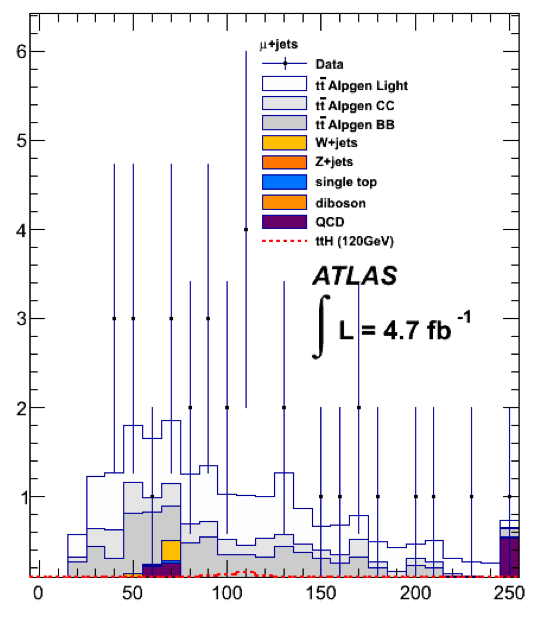 μ+jets
Data
tt̄ Alpgen Light
tt̄ Alpgen CC
tt̄ Alpgen BB
W+jets
Z+jets
single top
diboson
QCD
ttH (120GeV)
ATLAS
∫ L = 4.7 fb⁻¹
6
5
4
3
2
1
0 50 100 150 200 250